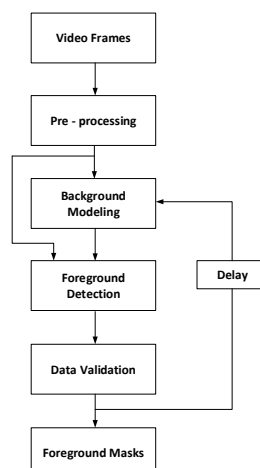 Video Frames
Pre - processing
Background
Modeling
Delay
Foreground
Detection
Data Validation
Foreground Masks